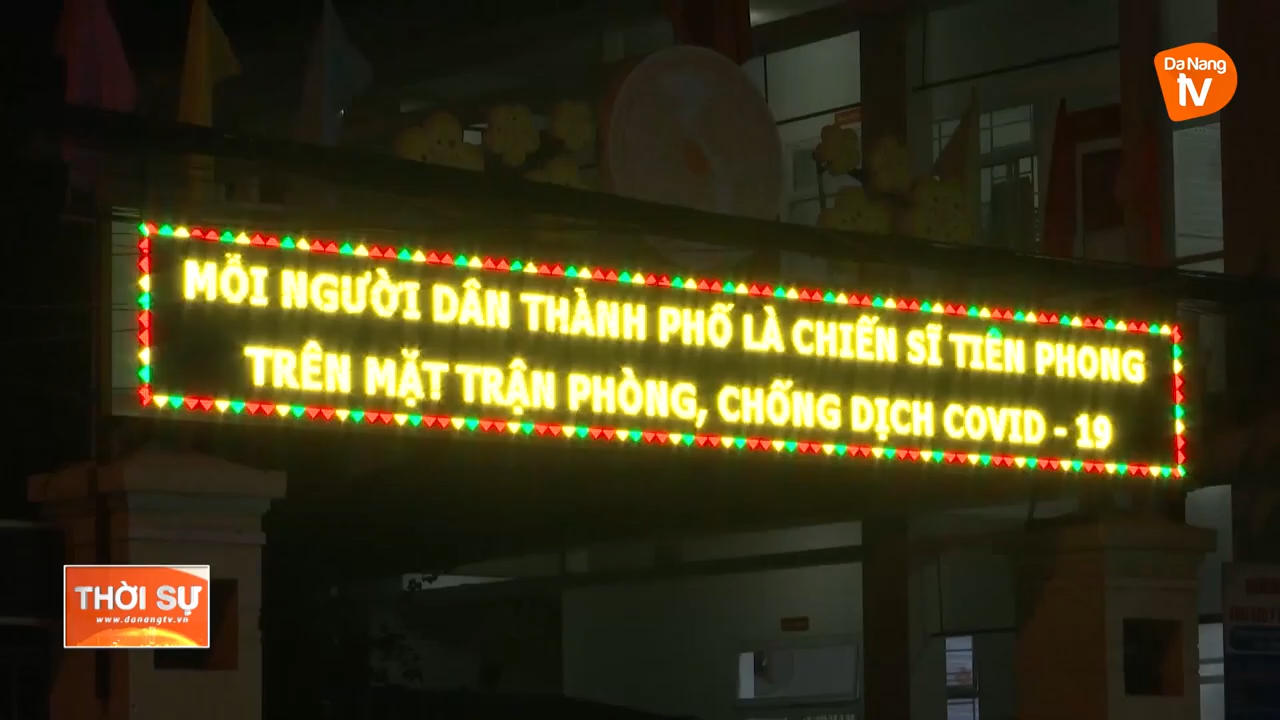 Da Nang
tv
MỖI NGƯỜI DÂN THÀNH PHỐ LÀ CHIẾN SĨ TIÊN PHONG
TRÊN MẶT TRẬN PHÒNG, CHỐNG DỊCH COVID - 19
THỜI SỰ
www.danangtv.vn